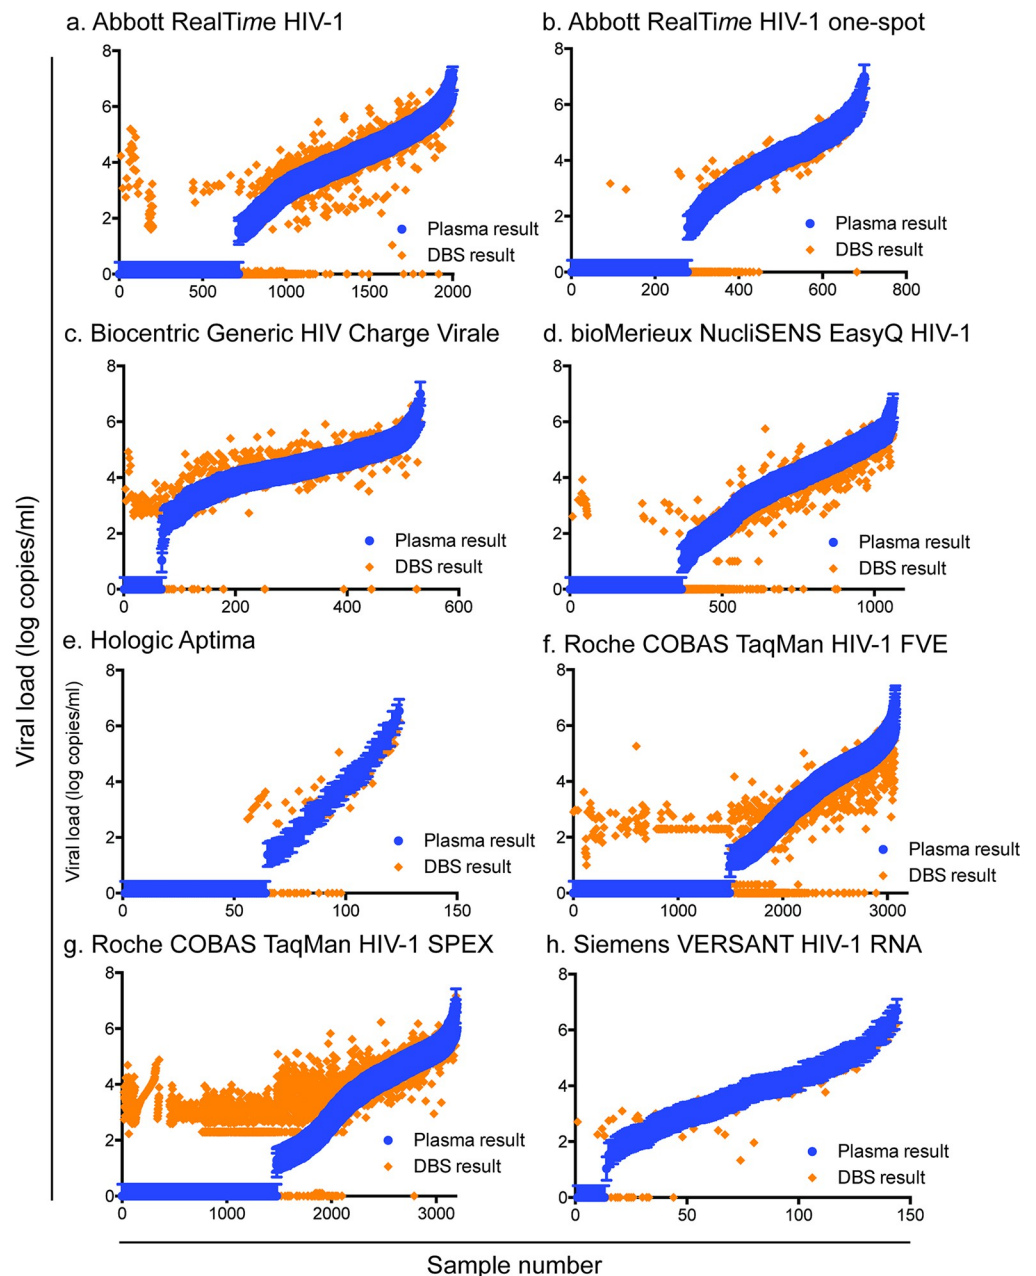 a. Abbott RealTime HIV-1
8
6
4
2
0
0 500 1000 1500 2000
Plasma result
DBS result
b. Abbott RealTime HIV-1 one-spot
8
6
4
2
0
0 200 400 600 800
Plasma result
DBS result
c. Biocentric Generic HIV Charge Virale
8
6
4
2
0
0 200 400 600
Plasma result
DBS result
d. bioMerieux NucliSENS EasyQ HIV-1
8
6
4
2
0
0 500 1000
Plasma result
DBS result
e. Hologic Aptima
Viral load (log copies/ml)
8
6
4
2
0
0 50 100 150
Plasma result
DBS result
f. Roche COBAS TaqMan HIV-1 FVE
8
6
4
2
0
0 1000 2000 3000
Plasma result
DBS result
g. Roche COBAS TaqMan HIV-1 SPEX
8
6
4
2
0
0 1000 2000 3000
Plasma result
DBS result
h. Siemens VERSANT HIV-1 RNA
8
6
4
2
0
0 50 100 150
Plasma result
DBS result
Viral load (log copies/ml)
Sample number